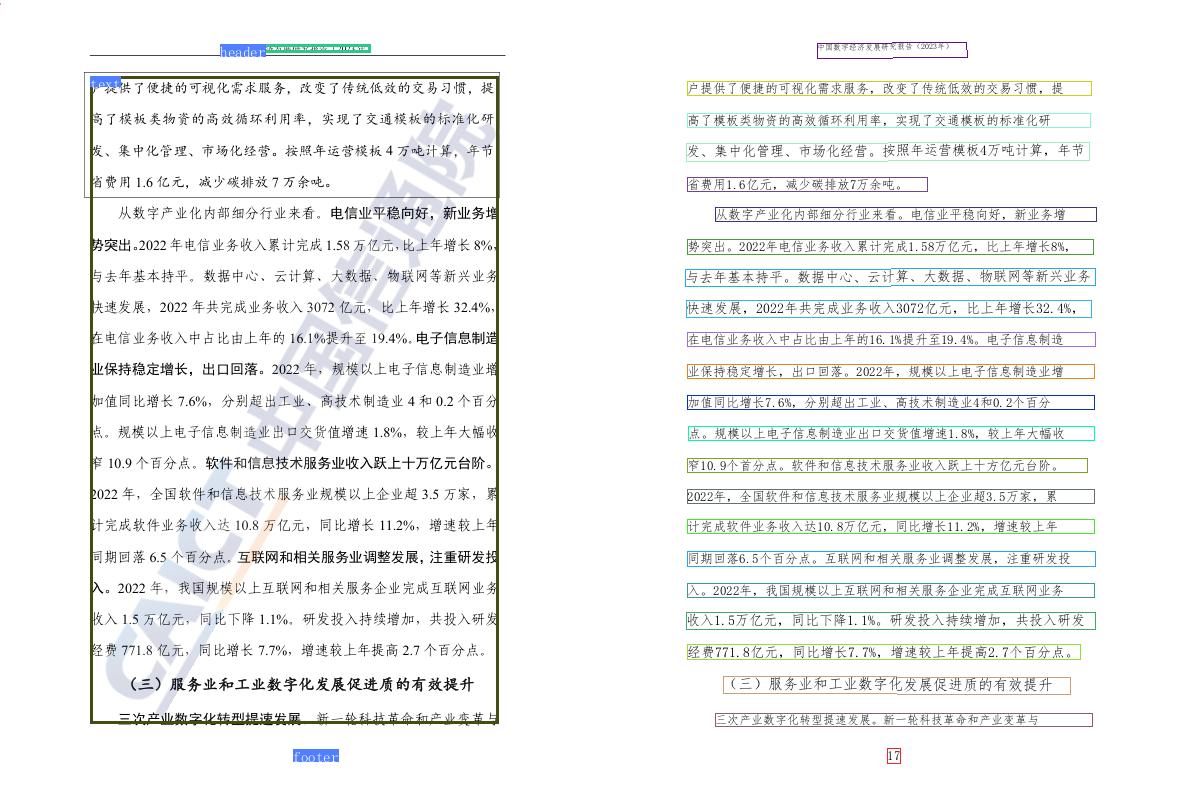 header
text
户提供了便捷的可视化需求服务，改变了传统低效的交易习惯，提
高了模板类物资的高效循环利用率，实现了交通模板的标准化研
发、集中化管理、市场化经营。按照年运营模板 4 万吨计算，年节
省费用 1.6 亿元，减少碳排放 7 万余吨。
从数字产业化内部细分行业来看。电信业平稳向好，新业务增
势突出。2022 年电信业务收入累计完成 1.58 万亿元，比上年增长 8%，
与去年基本持平。数据中心、云计算、大数据、物联网等新兴业务
快速发展，2022 年共完成业务收入 3072 亿元，比上年增长 32.4%，
在电信业务收入中占比由上年的 16.1%提升至 19.4%。电子信息制造
业保持稳定增长，出口回落。2022 年，规模以上电子信息制造业增
加值同比增长 7.6%，分别超出工业、高技术制造业 4 和 0.2 个百分
点。规模以上电子信息制造业出口交货值增速 1.8%，较上年大幅收
窄 10.9 个百分点。软件和信息技术服务业收入跃上十万亿元台阶。
2022 年，全国软件和信息技术服务业规模以上企业超 3.5 万家，累
计完成软件业务收入达 10.8 万亿元，同比增长 11.2%，增速较上年
同期回落 6.5 个百分点。互联网和相关服务业调整发展，注重研发投
入。2022 年，我国规模以上互联网和相关服务企业完成互联网业务
收入 1.5 万亿元，同比下降 1.1%。研发投入持续增加，共投入研发
经费 771.8 亿元，同比增长 7.7%，增速较上年提高 2.7 个百分点。
（三）服务业和工业数字化发展促进质的有效提升
三次产业数字化转型提速发展。新一轮科技革命和产业变革与
CAICT 中国信通院
footer
中国数字经济发展研究报告（2023年）
户提供了便捷的可视化需求服务，改变了传统低效的交易习惯，提
高了模板类物资的高效循环利用率，实现了交通模板的标准化研
发、集中化管理、市场化经营。按照年运营模板4万吨计算，年节
省费用1.6亿元，减少碳排放7万余吨。
从数字产业化内部细分行业来看。电信业平稳向好，新业务增
势突出。2022年电信业务收入累计完成1.58万亿元，比上年增长8%，
与去年基本持平。数据中心、云计算、大数据、物联网等新兴业务
快速发展，2022年共完成业务收入3072亿元，比上年增长32.4%，
在电信业务收入中占比由上年的16.1%提升至19.4%。电子信息制造
业保持稳定增长，出口回落。2022年，规模以上电子信息制造业增
加值同比增长7.6%，分别超出工业、高技术制造业4和0.2个百分
点。规模以上电子信息制造业出口交货值增速1.8%，较上年大幅收
窄10.9个首分点。软件和信息技术服务业收入跃上十方亿元台阶。
2022年，全国软件和信息技术服务业规模以上企业超3.5万家，累
计完成软件业务收入达10.8万亿元，同比增长11.2%，增速较上年
同期回落6.5个百分点。互联网和相关服务业调整发展，注重研发投
入。2022年，我国规模以上互联网和相关服务企业完成互联网业务
收入1.5万亿元，同比下降1.1%。研发投入持续增加，共投入研发
经费771.8亿元，同比增长7.7%，增速较上年提高2.7个百分点。
（三）服务业和工业数字化发展促进质的有效提升
三次产业数字化转型提速发展。新一轮科技革命和产业变革与
17